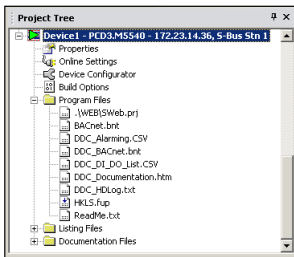 Project Tree
Device1 - PCD3.M5540 - 172.23.14.36, S-Bus Stn 1
Properties
Online Settings
Device Configurator
Build Options
Program Files
.\WEB\SWeb.prj
BACnet.bnt
DDC_Alarming.CSV
DDC_BACnet.bnt
DDC_DI_DO_List.CSV
DDC_Documentation.htm
DDC_HDLog.txt
HKLS.fup
ReadMe.txt
Listing Files
Documentation Files